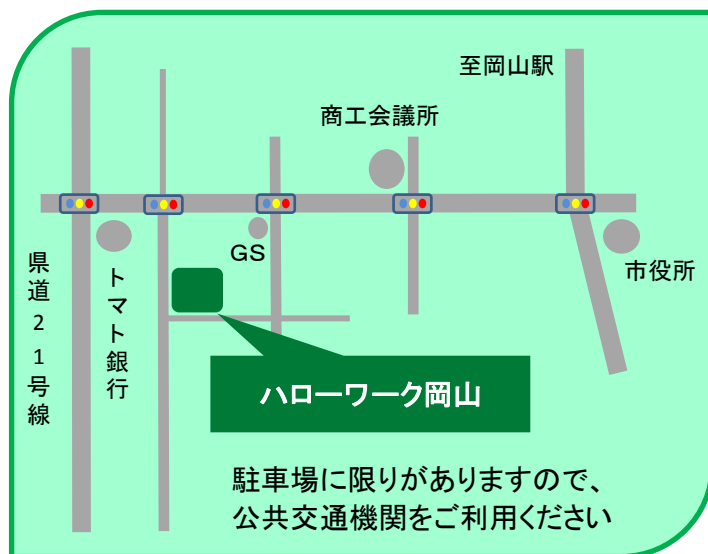 至岡山駅
商工会議所
GS
市役所
県道21号線
トマト銀行
ハローワーク岡山
駐車場に限りがありますので、
公共交通機関をご利用ください